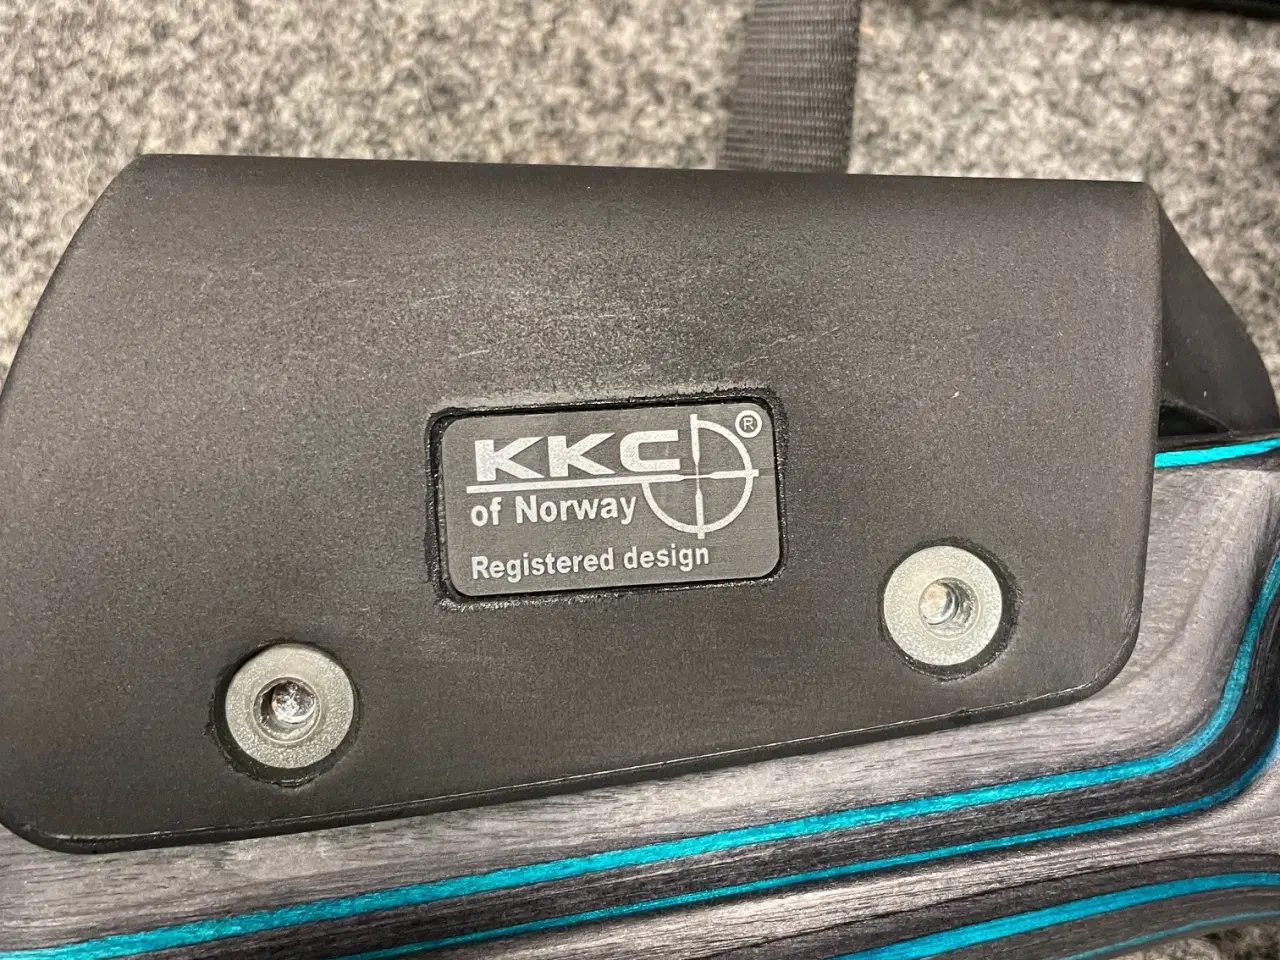 KKC ®
of Norway
Registered design